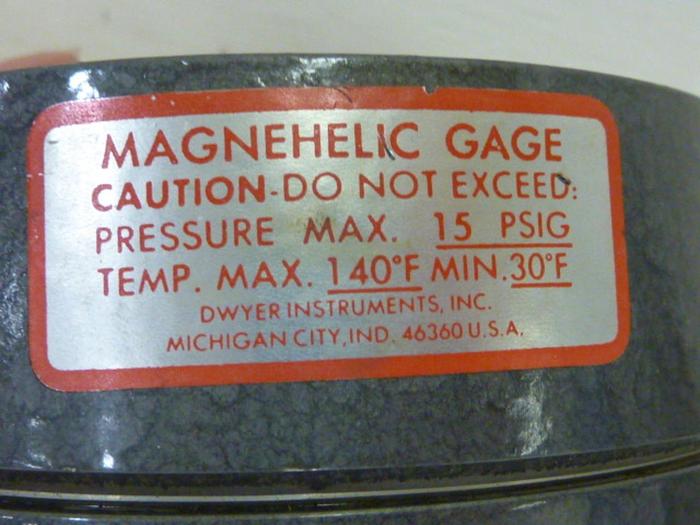 MAGNEHELIC GAGE
CAUTION-DO NOT EXCEED:
PRESSURE MAX. 15 PSIG
TEMP. MAX. 140°F MIN. 30°F
DWYER INSTRUMENTS, INC.
MICHIGAN CITY, IND. 46360 U.S.A.